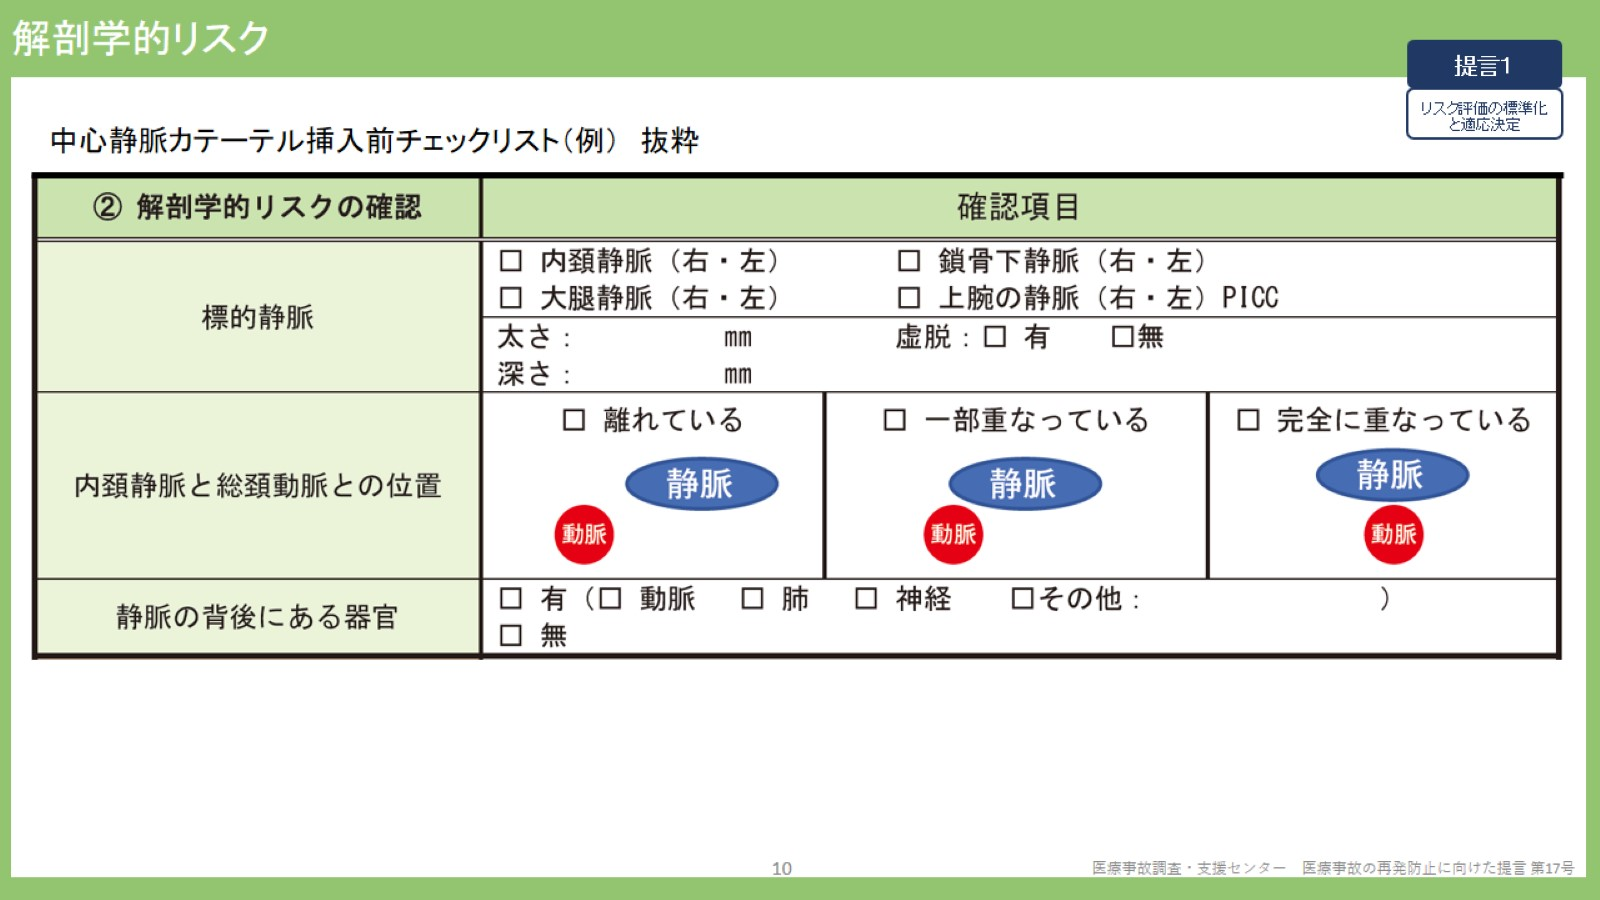 解剖学的リスク
提言1
リスク評価の標準化
と適応決定
中心静脈カテーテル挿入前チェックリスト（例） 抜粋
② 解剖学的リスクの確認
確認項目
標的静脈
□ 内頚静脈（右・左） □ 鎖骨下静脈（右・左）
□ 大腿静脈（右・左） □ 上腕の静脈（右・左）PICC
太さ： mm 虚脱：□ 有 □無
深さ： mm
内頚静脈と総頚動脈との位置
□ 離れている
静脈
動脈
□ 一部重なっている
静脈
動脈
□ 完全に重なっている
静脈
動脈
静脈の背後にある器官
□ 有（□ 動脈 □ 肺 □ 神経 □その他： ）
□ 無
10
医療事故調査・支援センター 医療事故の再発防止に向けた提言 第17号